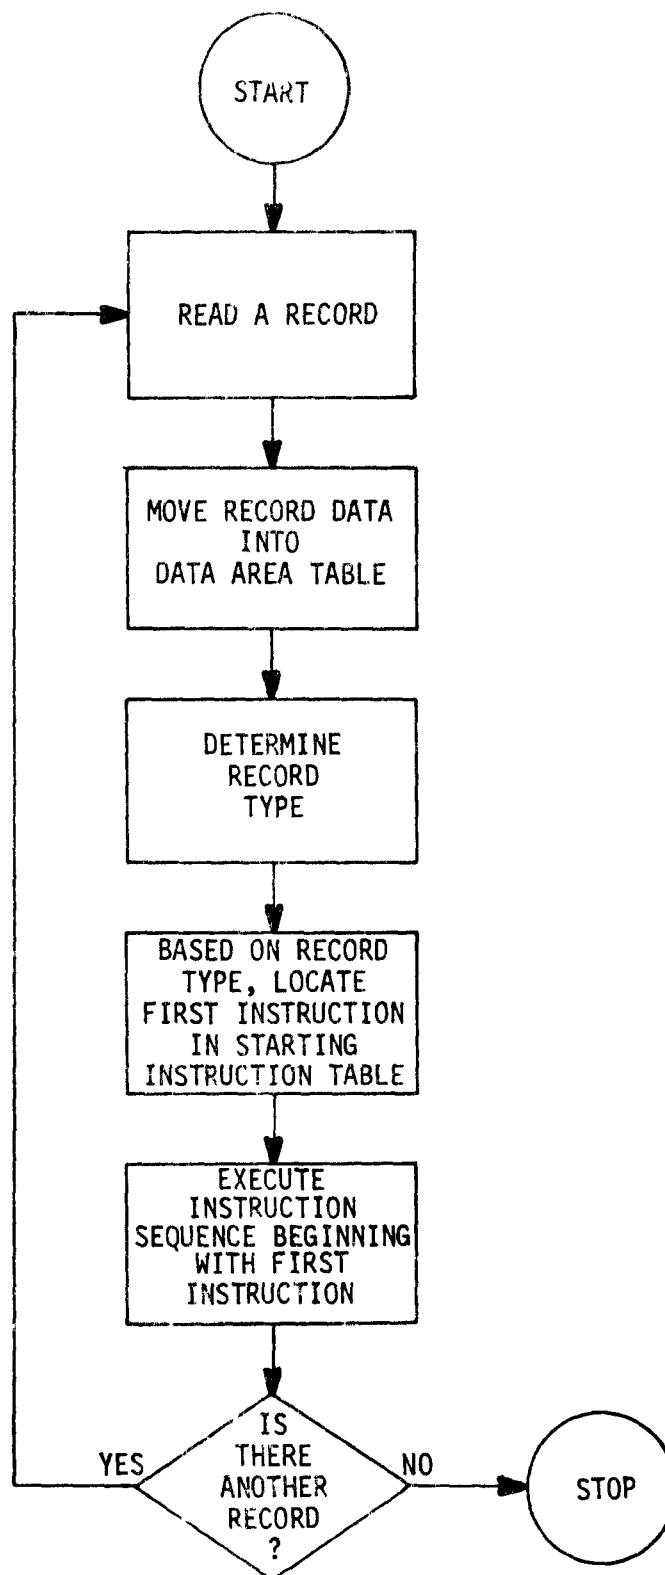 START
READ A RECORD
MOVE RECORD DATA
INTO
DATA AREA TABLE
DETERMINE
RECORD
TYPE
BASED ON RECORD
TYPE, LOCATE
FIRST INSTRUCTION
IN STARTING
INSTRUCTION TABLE
EXECUTE
INSTRUCTION
SEQUENCE BEGINNING
WITH FIRST
INSTRUCTION
IS
THERE
ANOTHER
RECORD
?
YES
NO
STOP